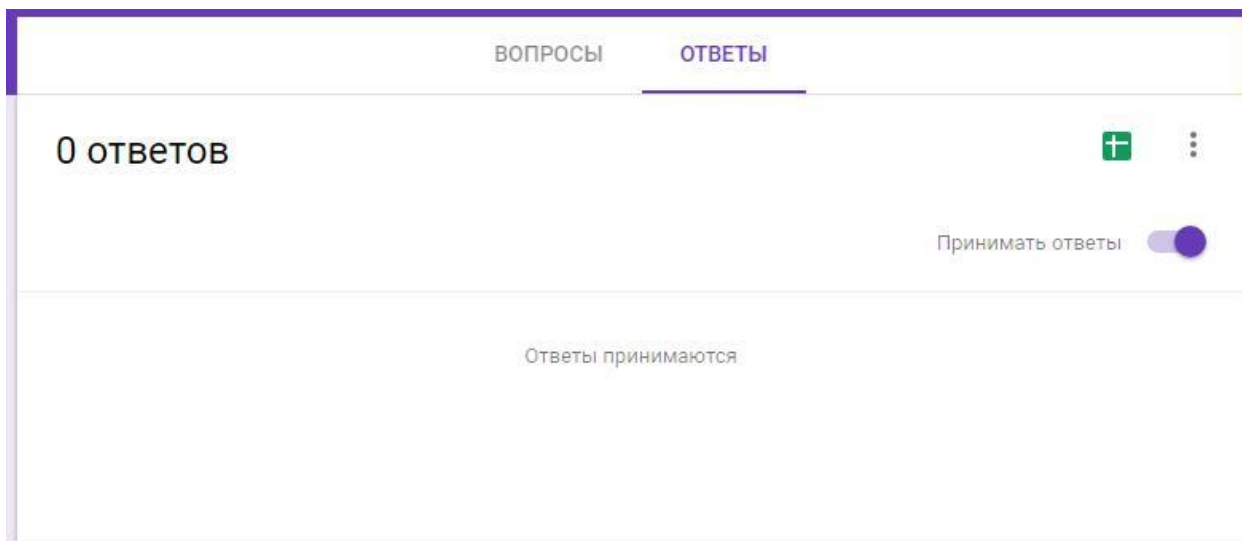 ВОПРОСЫ ОТВЕТЫ
0 ответов
Принимать ответы
Ответы принимаются